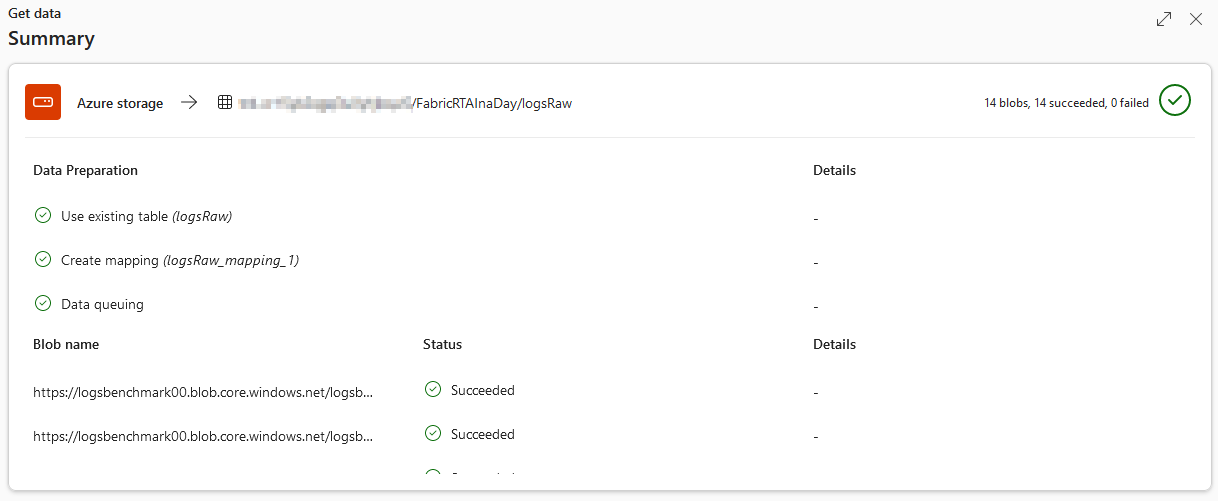 Get data
Summary
Azure storage /FabricRTAInaDay/logsRaw 14 blobs, 14 succeeded, 0 failed
Data Preparation Details
Use existing table (logsRaw) -
Create mapping (logsRaw_mapping_1) -
Data queuing -
Blob name Status Details
https://logsbenchmark00.blob.core.windows.net/logsb... Succeeded -
https://logsbenchmark00.blob.core.windows.net/logsb... Succeeded -